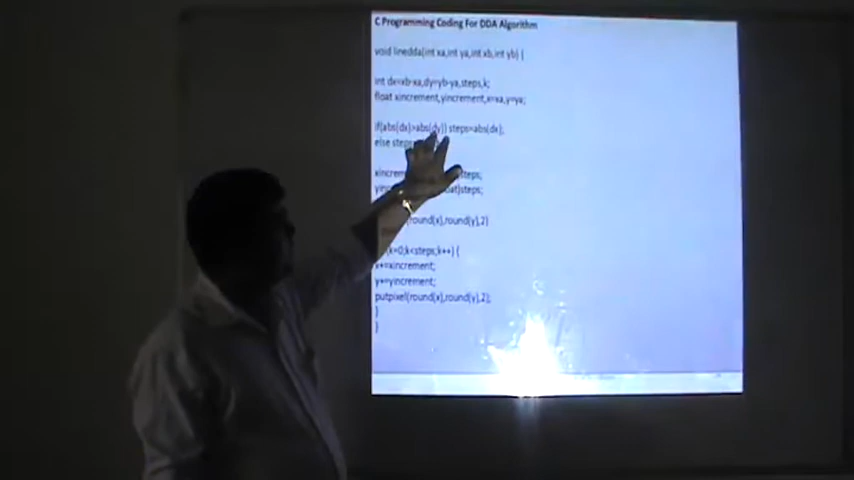 C Programming Coding For DDA Algorithm
void linedda(int xa,int ya,int xb,int yb) {
int dx=xb-xa,dy=yb-ya,steps,k;
float xincrement,yincrement,x=xa,y=ya;
if(abs(dx)>abs(dy)) steps=abs(dx);
else steps
steps;
steps;
(round(x),round(y),2)
k=0;k<steps;k++) {
x+=xincrement;
y+=yincrement;
putpixel(round(x),round(y),2);
}
}